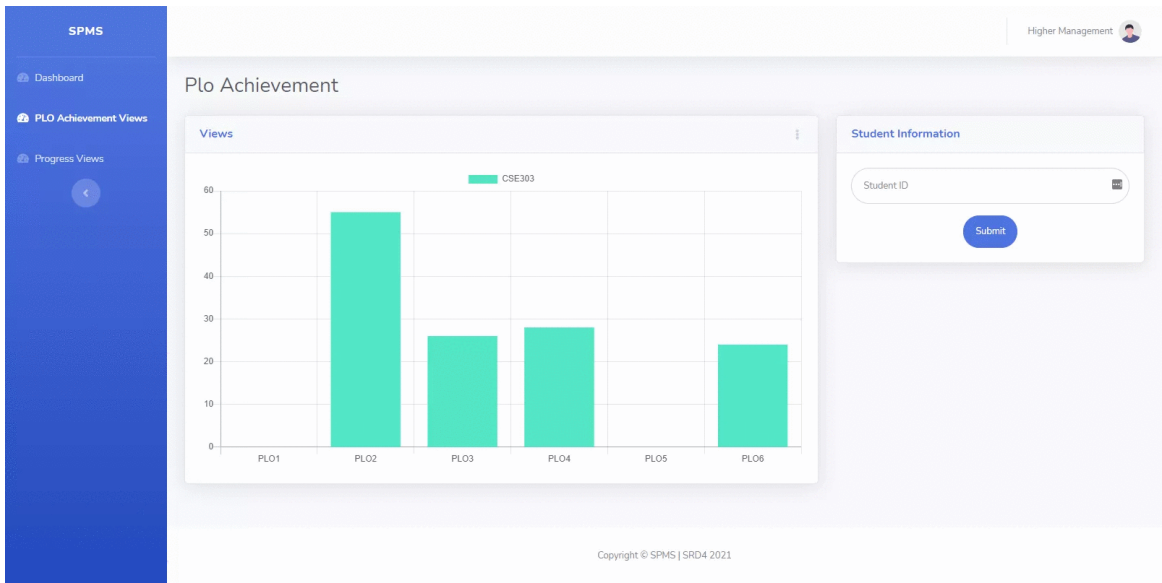 SPMS
Higher Management
Dashboard
PLO Achievement Views
Progress Views
Plo Achievement
Views
CSE303
60
50
40
30
20
10
0
PLO1 PLO2 PLO3 PLO4 PLO5 PLO6
Student Information
Student ID
Submit
Copyright © SPMS | SRD4 2021